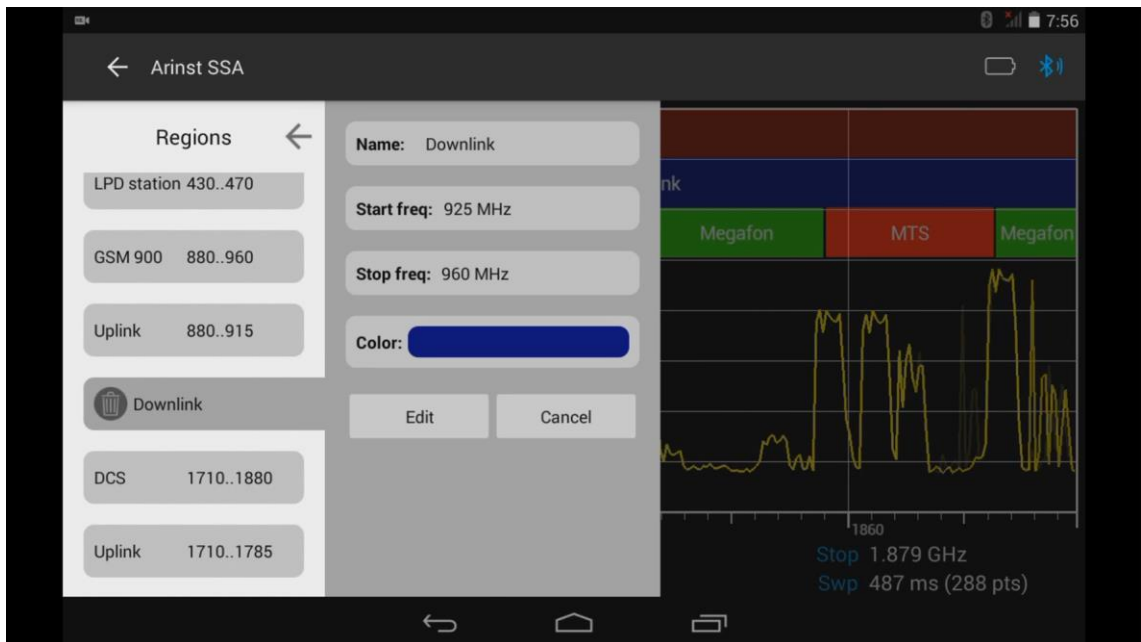 7:56
Arinst SSA
Regions
LPD station 430..470
GSM 900 880..960
Uplink 880..915
Downlink
DCS 1710..1880
Uplink 1710..1785
Name: Downlink
Start freq: 925 MHz
Stop freq: 960 MHz
Color:
Edit Cancel
nk
Megafon MTS Megafon
1860
Stop 1.879 GHz
Swp 487 ms (288 pts)